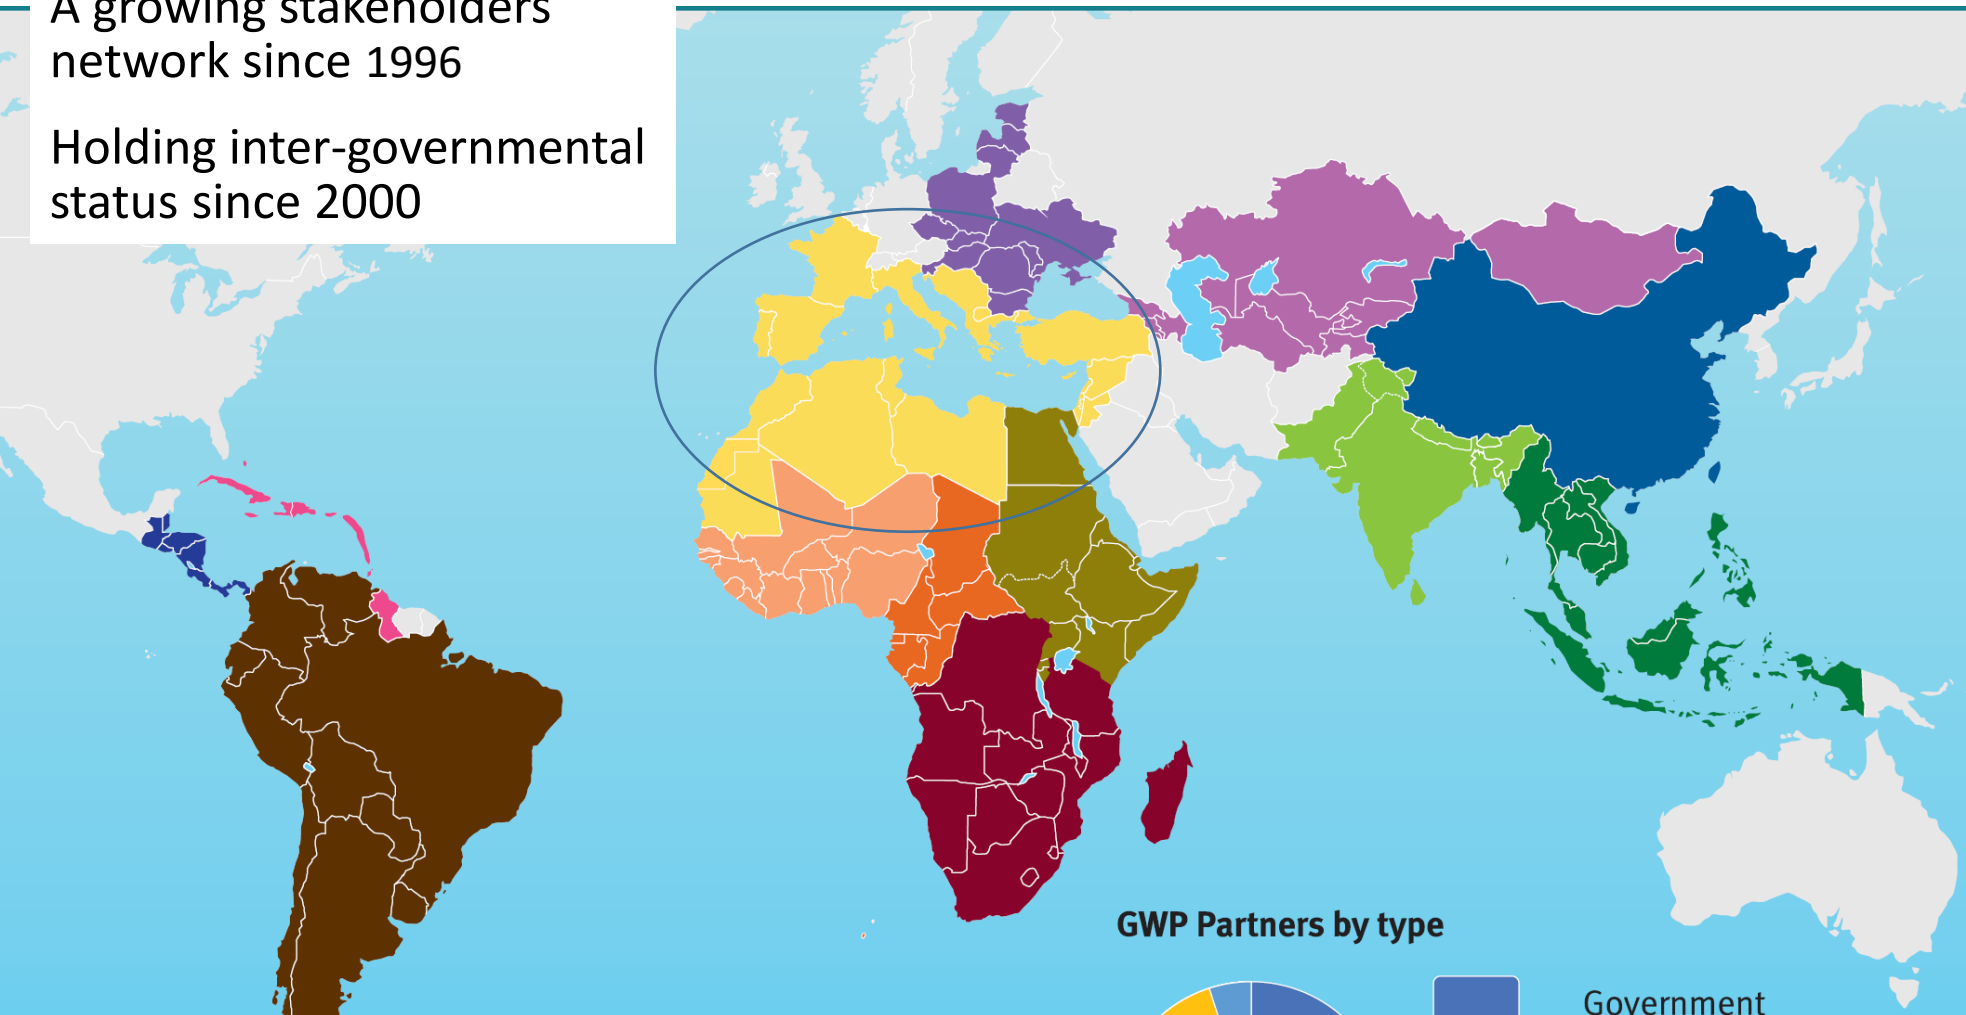 A growing stakeholders
network since 1996
Holding inter-governmental
status since 2000
GWP Partners by type
Government